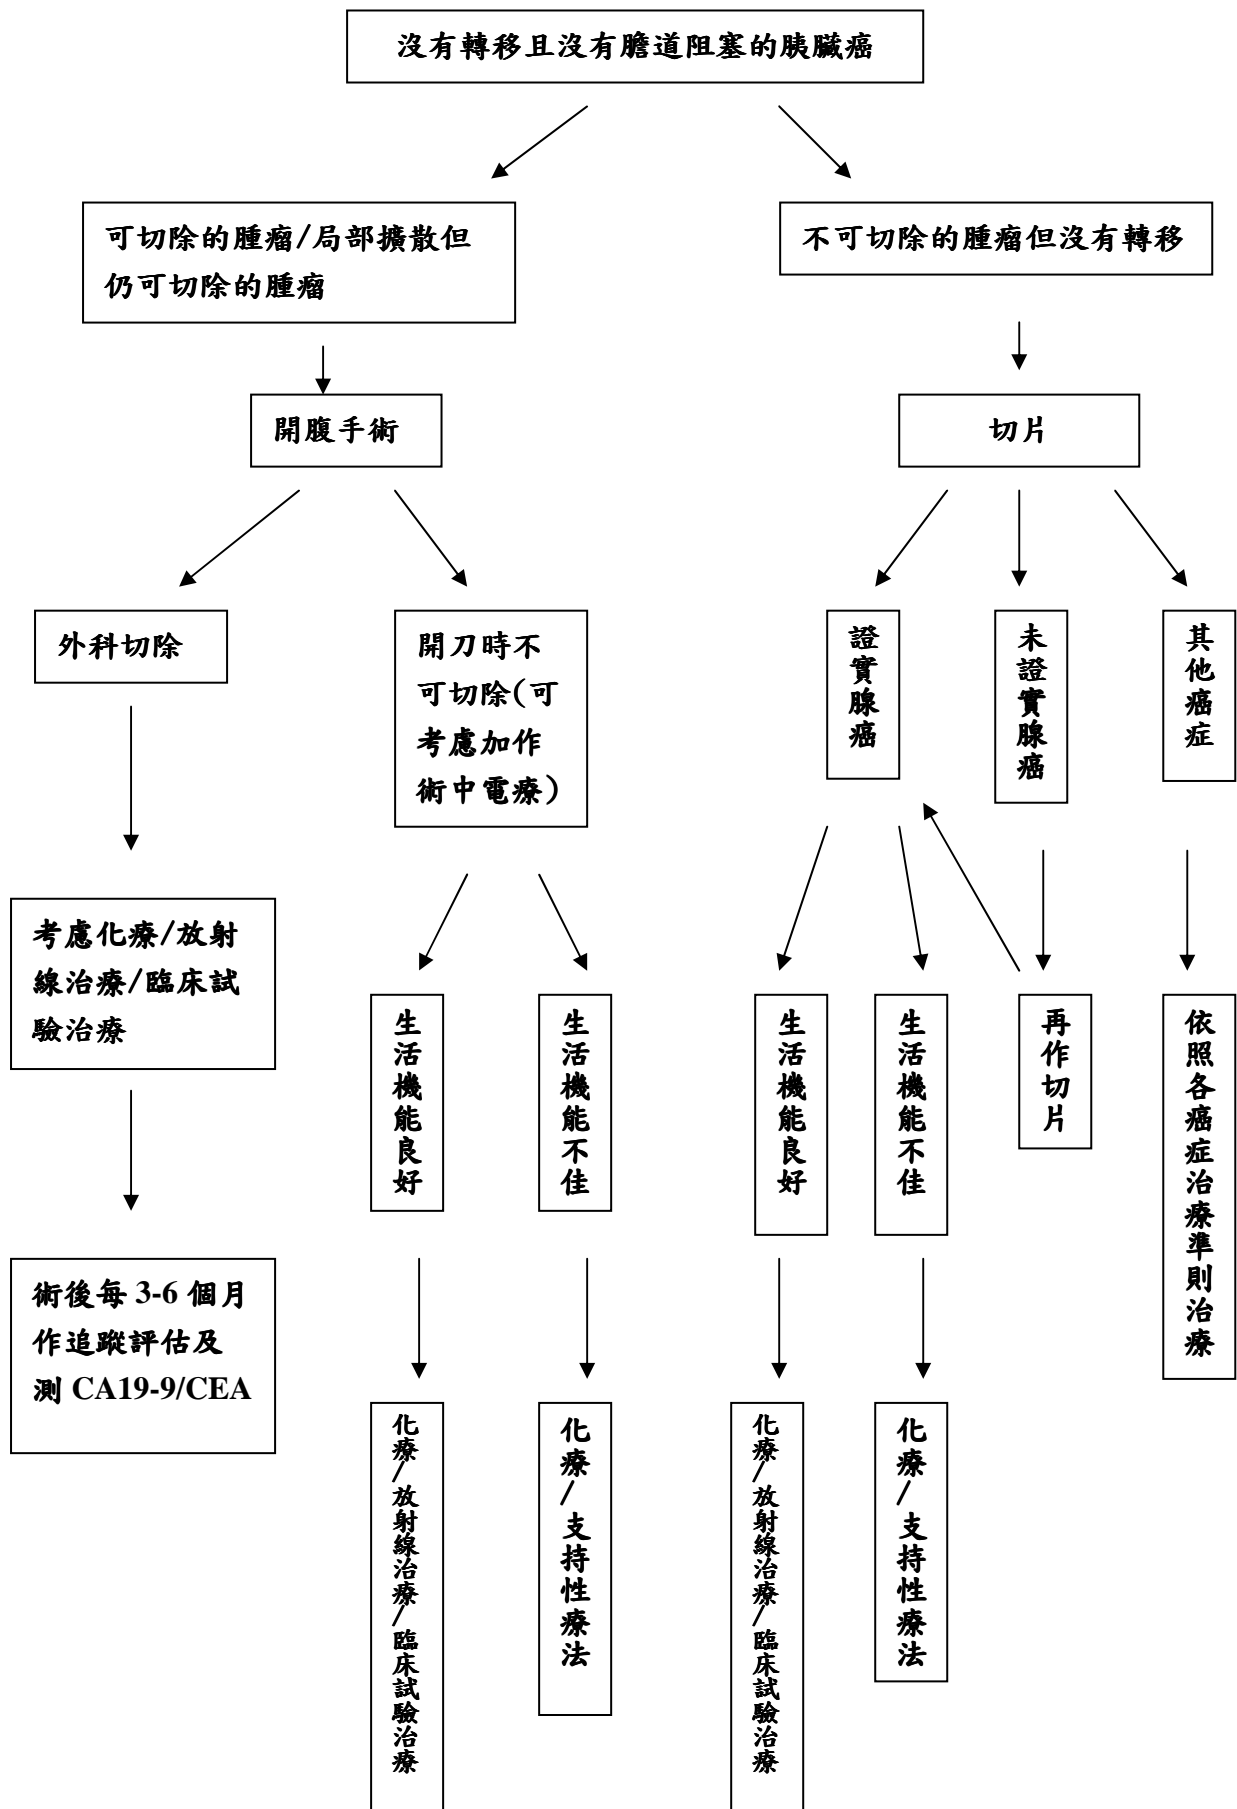 沒有轉移且沒有膽道阻塞的胰臟癌
可切除的腫瘤/局部擴散但
仍可切除的腫瘤
不可切除的腫瘤但沒有轉移
開腹手術
切片
外科切除
開刀時不
可切除(可
考慮加作
術中電療)
證實腺癌
未證實腺癌
其他癌症
考慮化療/放射
線治療/臨床試
驗治療
生活機能良好
生活機能不佳
生活機能良好
生活機能不佳
再作切片
依照各癌症治療準則治療
術後每 3-6 個月
作追蹤評估及
測 CA19-9/CEA
化療/放射線治療/臨床試驗治療
化療/支持性療法
化療/放射線治療/臨床試驗治療
化療/支持性療法